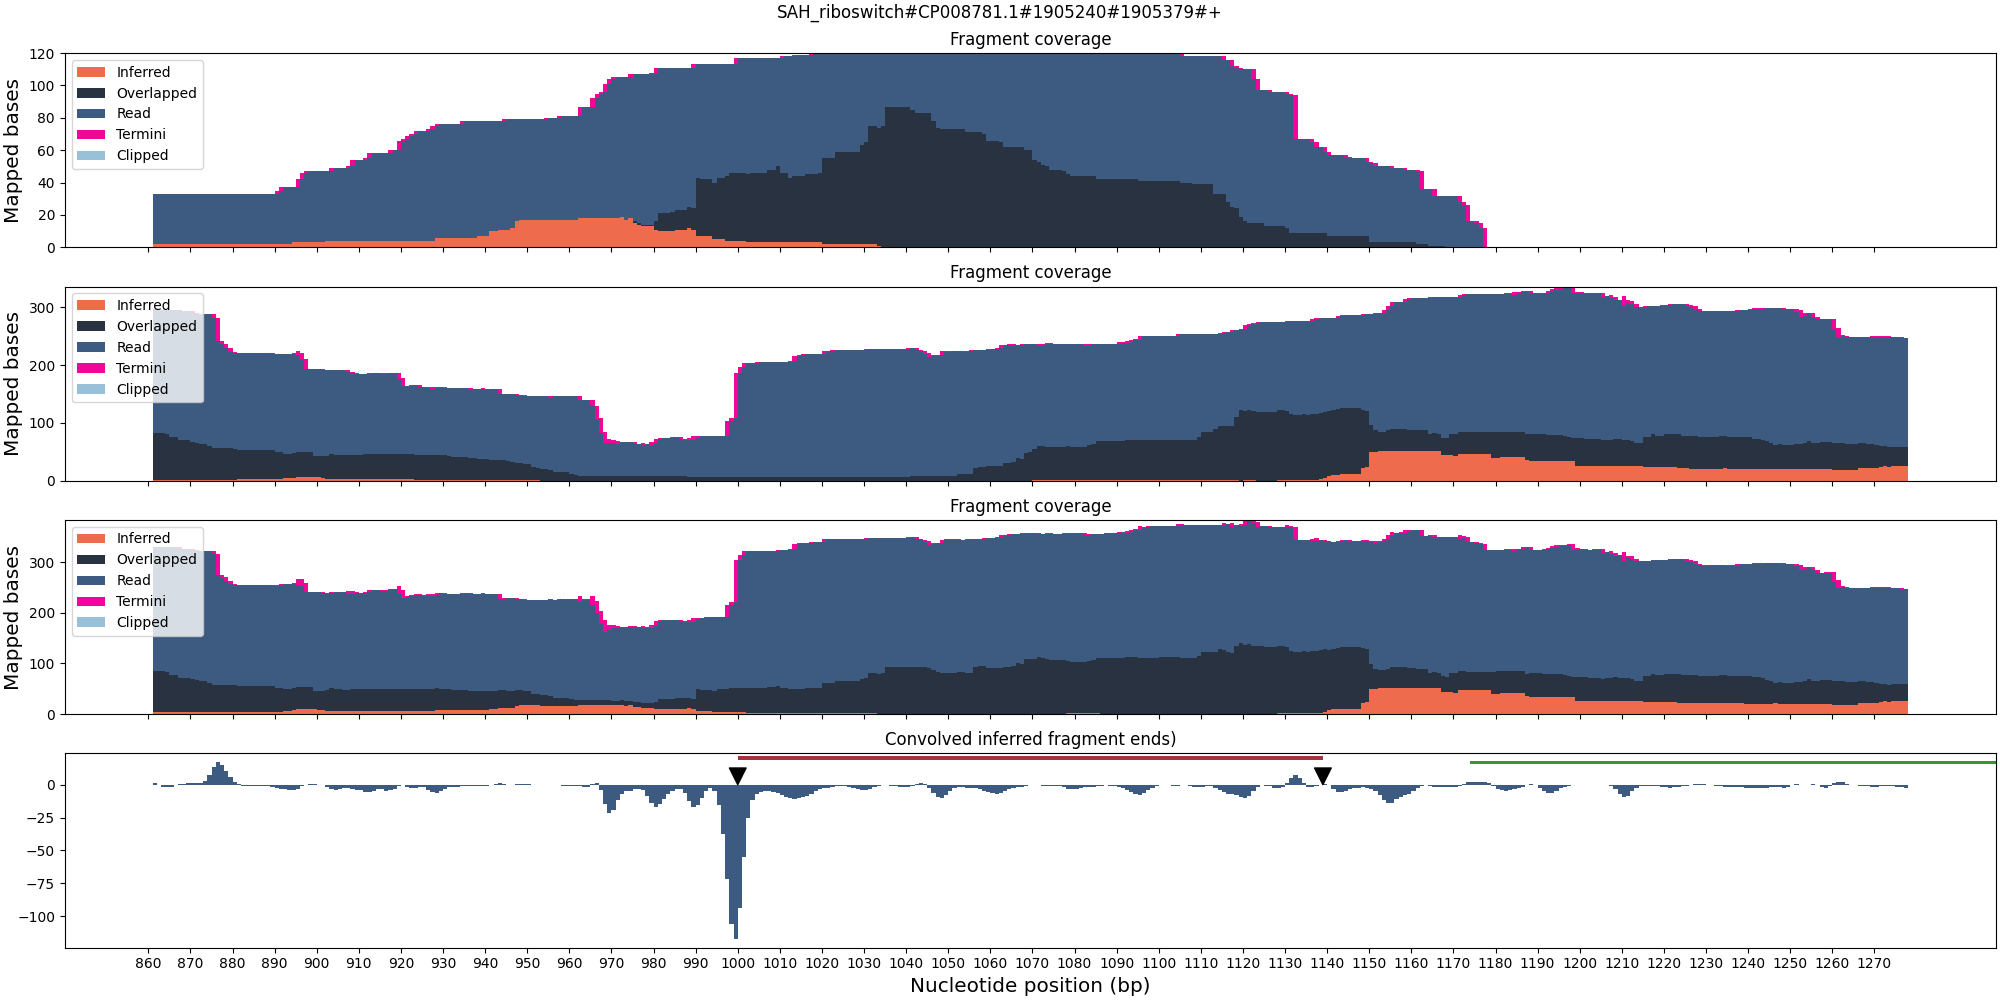 SAH_riboswitch#CP008781.1#1905240#1905379#+
Fragment coverage
Mapped bases
120
100
80
60
40
20
0
Inferred
Overlapped
Read
Termini
Clipped
Fragment coverage
Mapped bases
300
200
100
0
Inferred
Overlapped
Read
Termini
Clipped
Fragment coverage
Mapped bases
300
200
100
0
Inferred
Overlapped
Read
Termini
Clipped
Convolved inferred fragment ends)
0
−25
−50
−75
−100
860 870 880 890 900 910 920 930 940 950 960 970 980 990 1000 1010 1020 1030 1040 1050 1060 1070 1080 1090 1100 1110 1120 1130 1140 1150 1160 1170 1180 1190 1200 1210 1220 1230 1240 1250 1260 1270
Nucleotide position (bp)